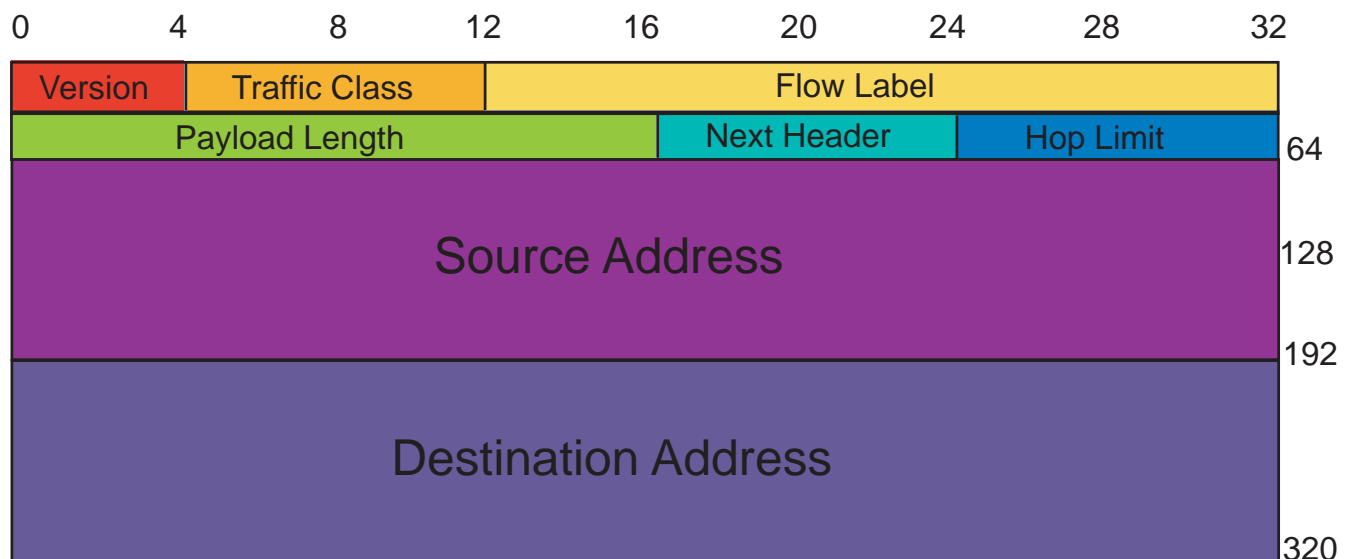 0 4 8 12 16 20 24 28 32
Version Traffic Class Flow Label
Payload Length Next Header Hop Limit
64
Source Address
128
192
Destination Address
320